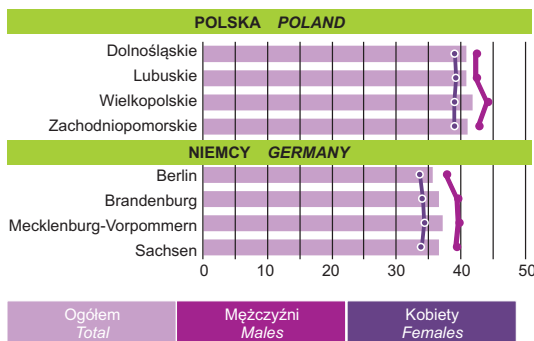 POLSKA POLAND
Dolnośląskie
Lubuskie
Wielkopolskie
Zachodniopomorskie
NIEMCY GERMANY
Berlin
Brandenburg
Mecklenburg-Vorpommern
Sachsen
0 10 20 30 40 50
Ogółem Mężczyźni Kobiety
Total Males Females